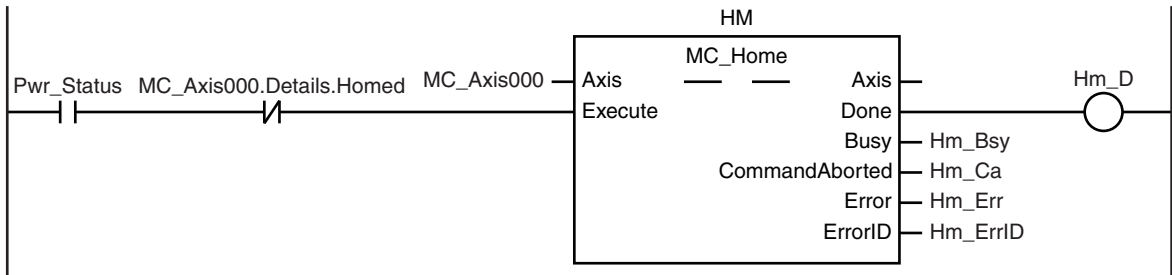 HM
MC_Home
Pwr_Status MC_Axis000.Details.Homed MC_Axis000 Axis Axis Hm_D
Execute Done
Busy Hm_Bsy
CommandAborted Hm_Ca
Error Hm_Err
ErrorID Hm_ErrID